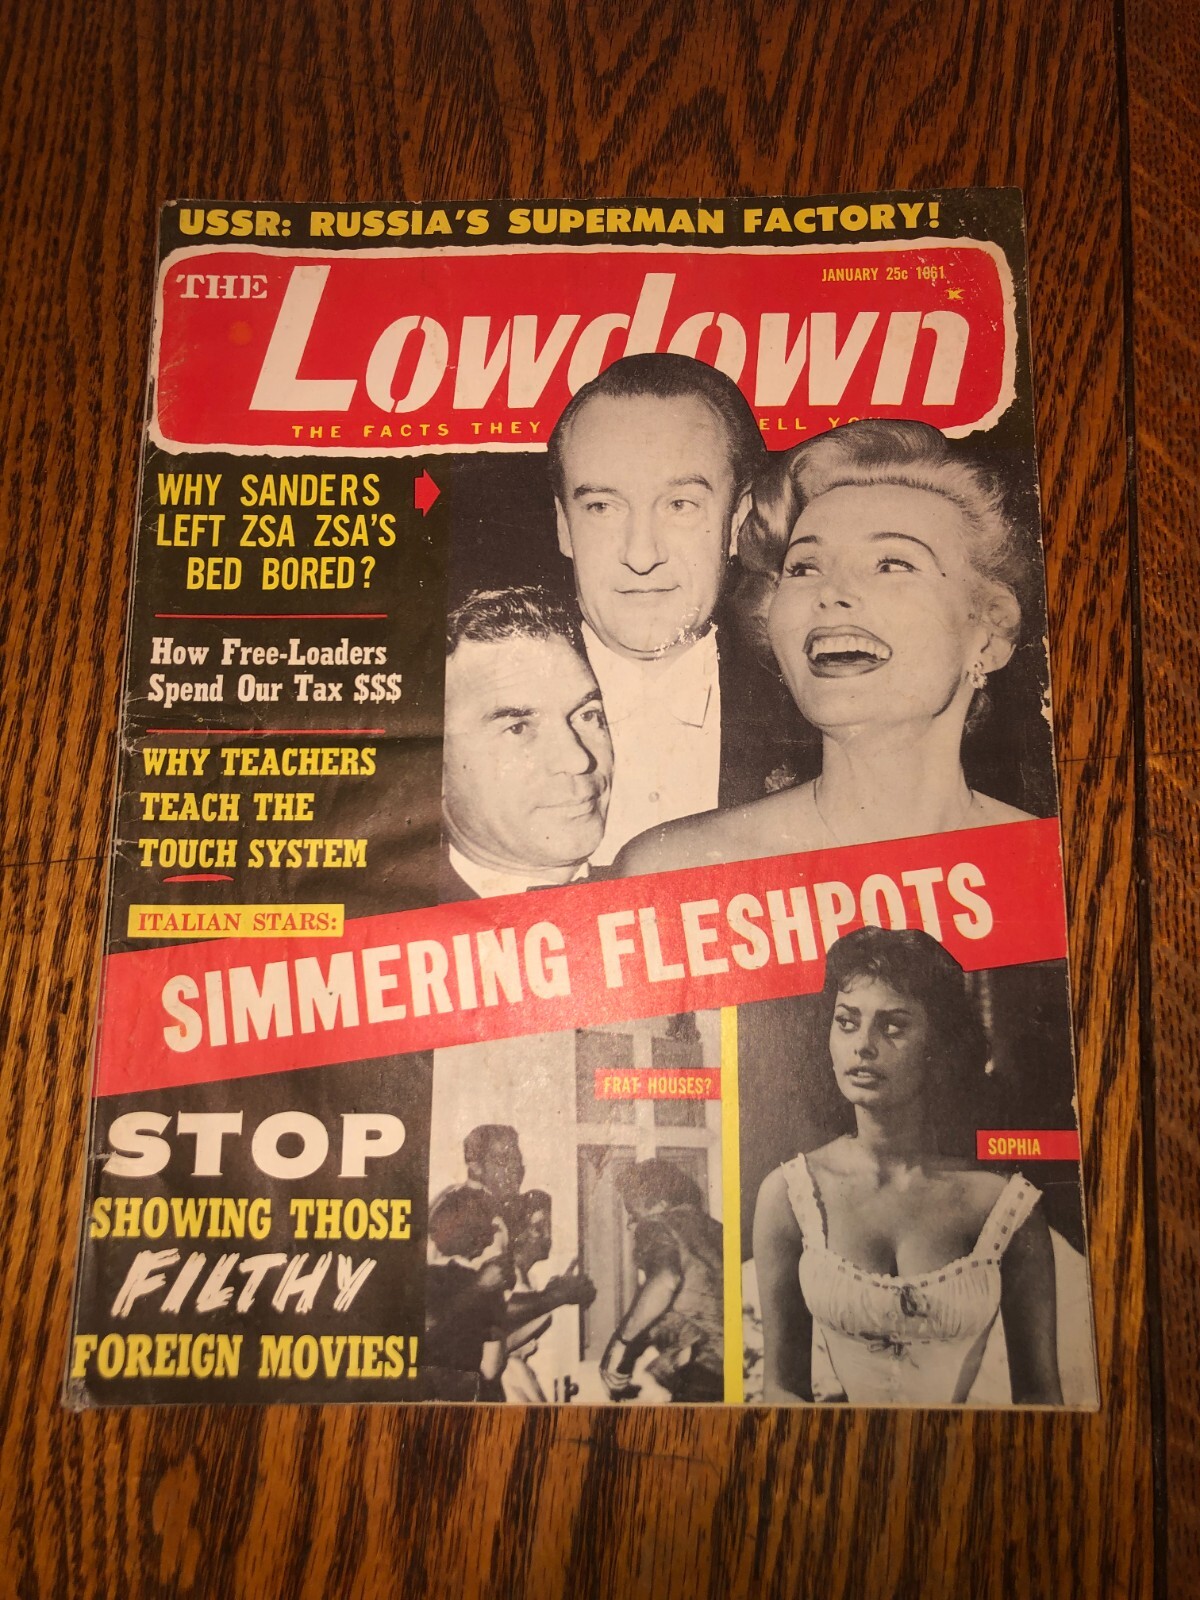 USSR: RUSSIA'S SUPERMAN FACTORY!
THE Lowdown
JANUARY 25c 1961
K
THE FACTS THEY ELL YO
WHY SANDERS
LEFT ZSA ZSA'S
BED BORED?
How Free-Loaders
Spend Our Tax $$$
WHY TEACHERS
TEACH THE
TOUCH SYSTEM
ITALIAN STARS:
SIMMERING FLESHPOTS
FRAT HOUSES?
SOPHIA
STOP
SHOWING THOSE
FILTHY
FOREIGN MOVIES!